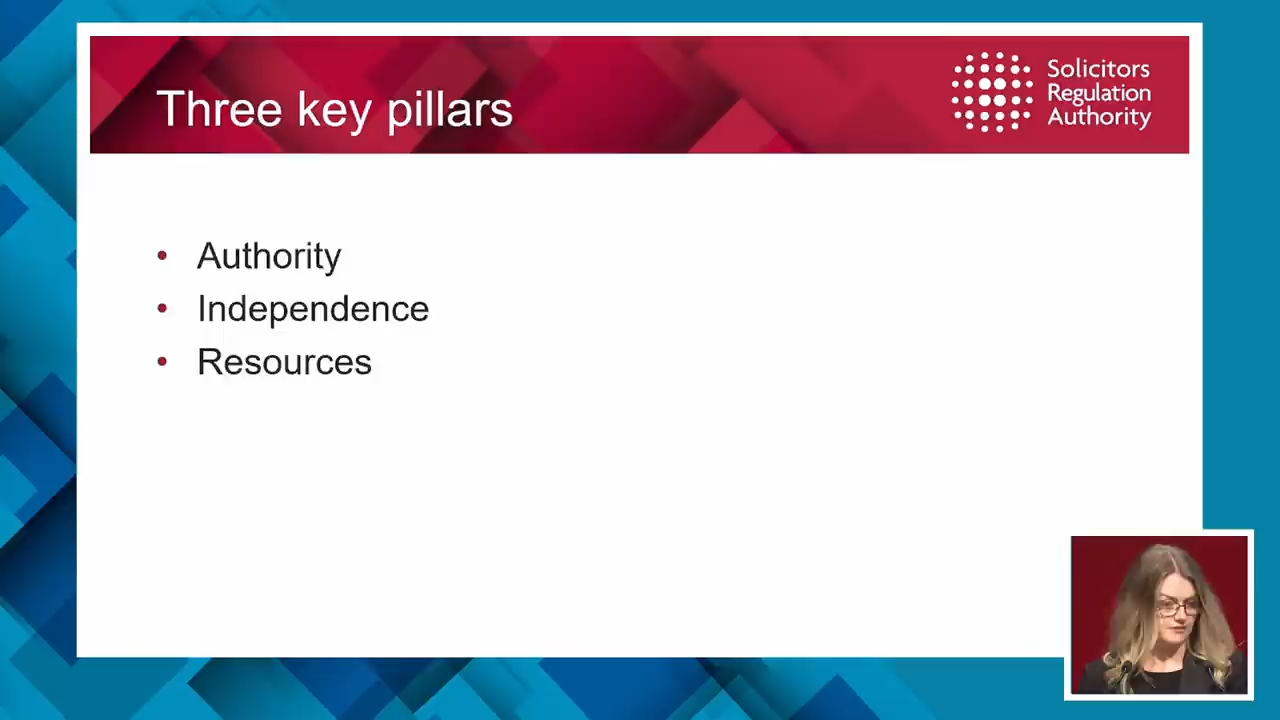 Three key pillars
Solicitors
Regulation
Authority
• Authority
• Independence
• Resources